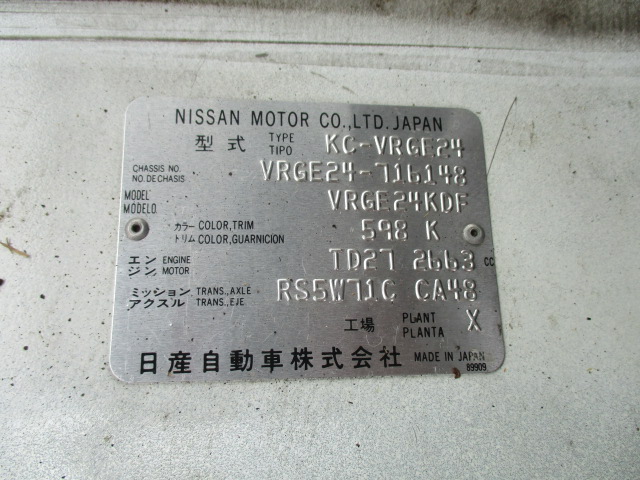 NISSAN MOTOR CO.,LTD.JAPAN
型式 TYPE TIPO KC-VRGE24
CHASSIS NO. NO.DECHASIS VRGE24-716148
MODEL MODELO VRGE24KDF
カラー COLOR,TRIM トリム COLOR,GUARNICION 598 K
エンジン ENGINE MOTOR TD27 2663 cc
ミッション TRANS.,AXLE アクスル TRANS.,EJE RS5W71C CA48
工場 PLANT PLANTA X
日産自動車株式会社 MADE IN JAPAN
89909